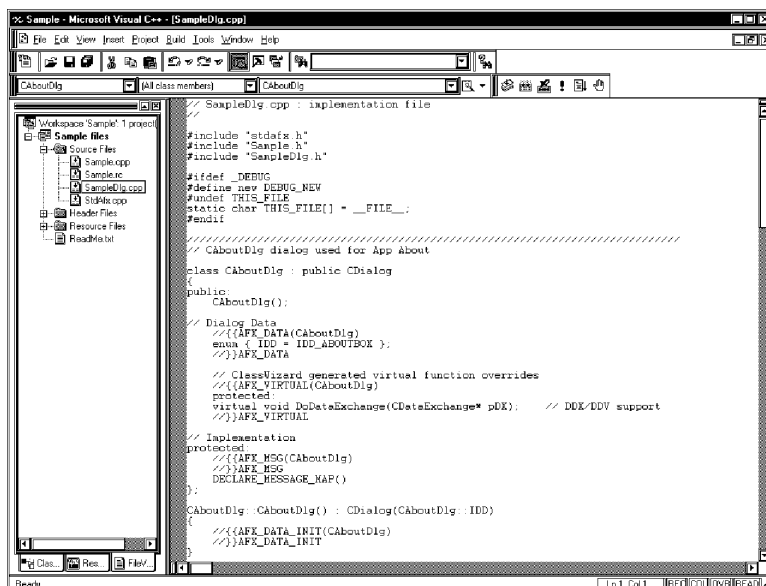 Sample - Microsoft Visual C++ - [SampleDlg.cpp]
File Edit View Insert Project Build Tools Window Help
CAboutDlg (All class members) CAboutDlg
Workspace 'Sample': 1 project(
Sample files
Source Files
Sample.cpp
Sample.rc
SampleDlg.cpp
StdAfx.cpp
Header Files
Resource Files
ReadMe.txt
Clas... Res... FileV...
// SampleDlg.cpp : implementation file
//
#include "stdafx.h"
#include "Sample.h"
#include "SampleDlg.h"
#ifdef _DEBUG
#define new DEBUG_NEW
#undef THIS_FILE
static char THIS_FILE[] = __FILE__;
#endif
/////////////////////////////////////////////////////////////////////////////
// CAboutDlg dialog used for App About
class CAboutDlg : public CDialog
{
public:
CAboutDlg();
// Dialog Data
//{{AFX_DATA(CAboutDlg)
enum { IDD = IDD_ABOUTBOX };
//}}AFX_DATA
// ClassWizard generated virtual function overrides
//{{AFX_VIRTUAL(CAboutDlg)
protected:
virtual void DoDataExchange(CDataExchange* pDX); // DDX/DDV support
//}}AFX_VIRTUAL
// Implementation
protected:
//{{AFX_MSG(CAboutDlg)
//}}AFX_MSG
DECLARE_MESSAGE_MAP()
};
CAboutDlg::CAboutDlg() : CDialog(CAboutDlg::IDD)
{
//{{AFX_DATA_INIT(CAboutDlg)
//}}AFX_DATA_INIT
}
Ready Ln 1, Col 1 REC COL OVR READ